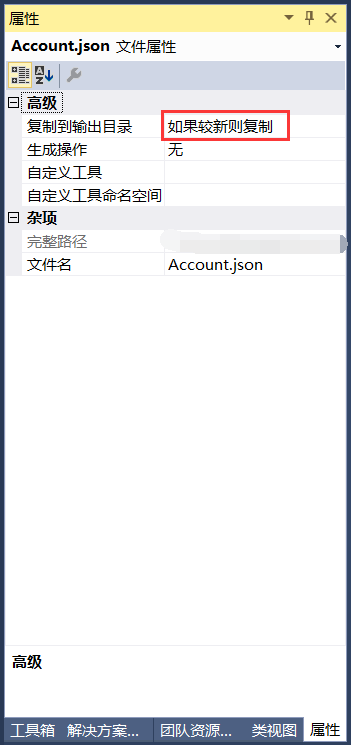 属性
Account.json 文件属性
高级
复制到输出目录 如果较新则复制
生成操作 无
自定义工具
自定义工具命名空间
杂项
完整路径
文件名 Account.json
高级
工具箱 解决方案... 团队资源... 类视图 属性